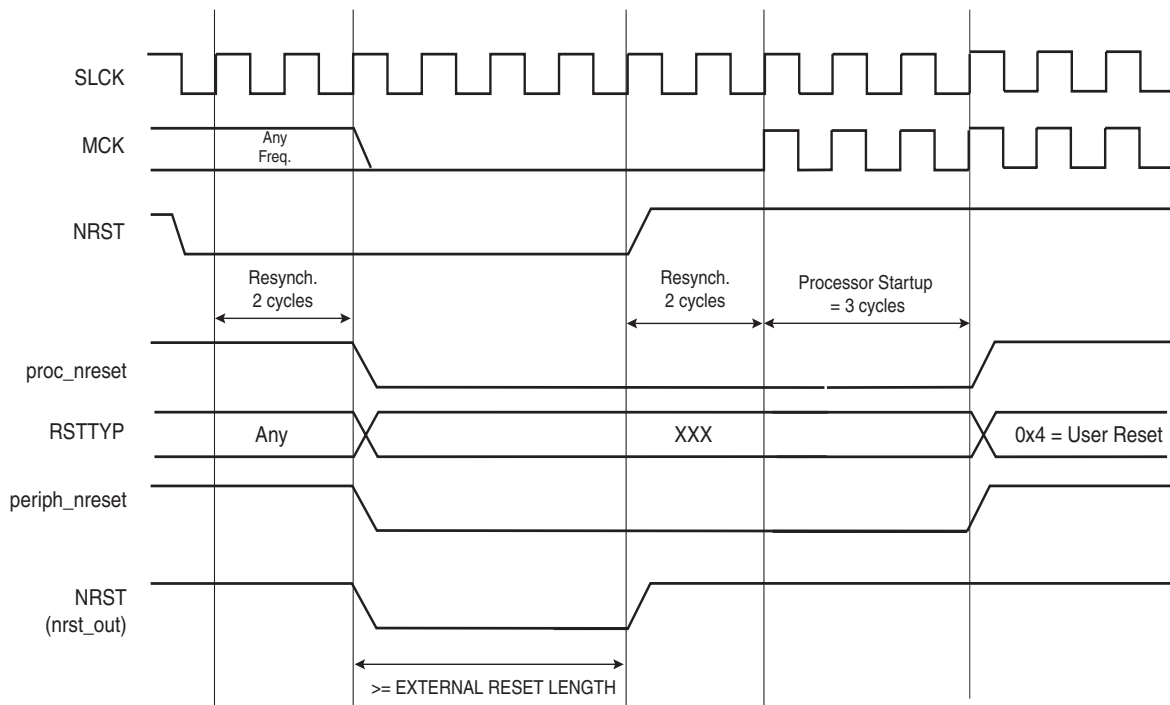 SLCK
MCK
Any
Freq.
NRST
Resynch.
2 cycles
Resynch.
2 cycles
Processor Startup
= 3 cycles
proc_nreset
RSTTYP
Any
XXX
0x4 = User Reset
periph_nreset
NRST
(nrst_out)
>= EXTERNAL RESET LENGTH